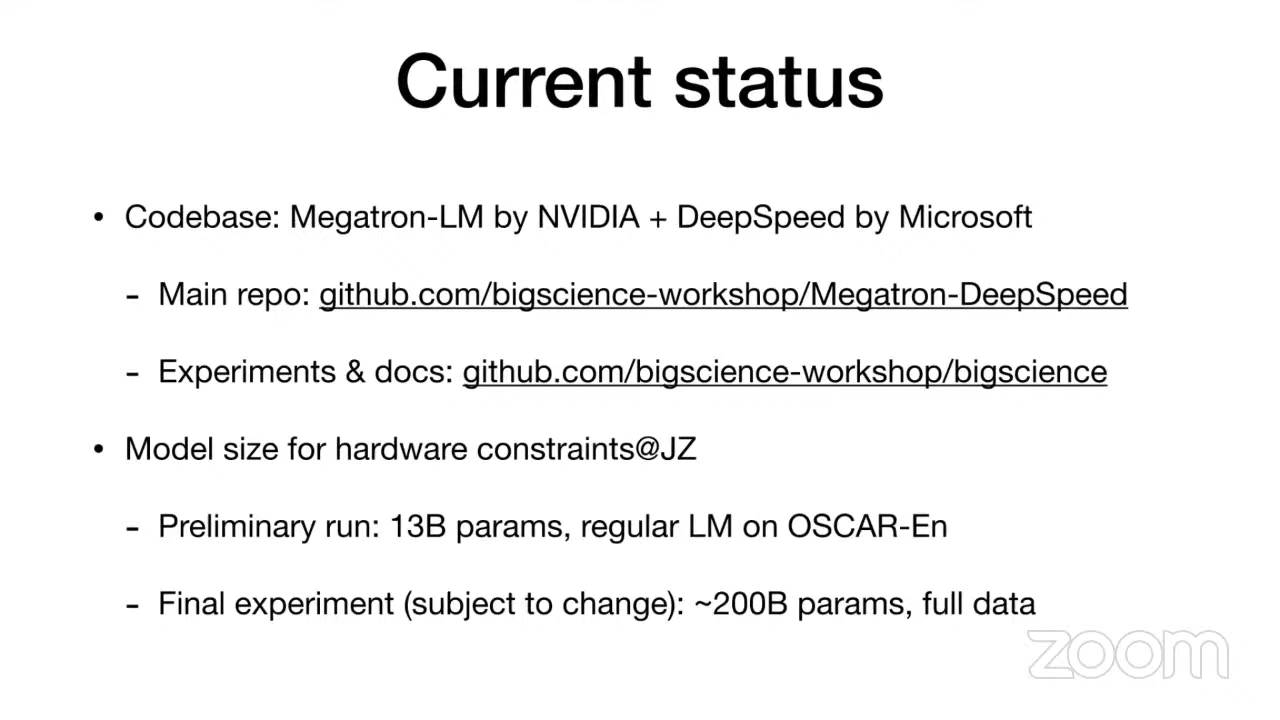 Current status
• Codebase: Megatron-LM by NVIDIA + DeepSpeed by Microsoft
- Main repo: github.com/bigscience-workshop/Megatron-DeepSpeed
- Experiments & docs: github.com/bigscience-workshop/bigscience
• Model size for hardware constraints@JZ
- Preliminary run: 13B params, regular LM on OSCAR-En
- Final experiment (subject to change): ~200B params, full data
zoom